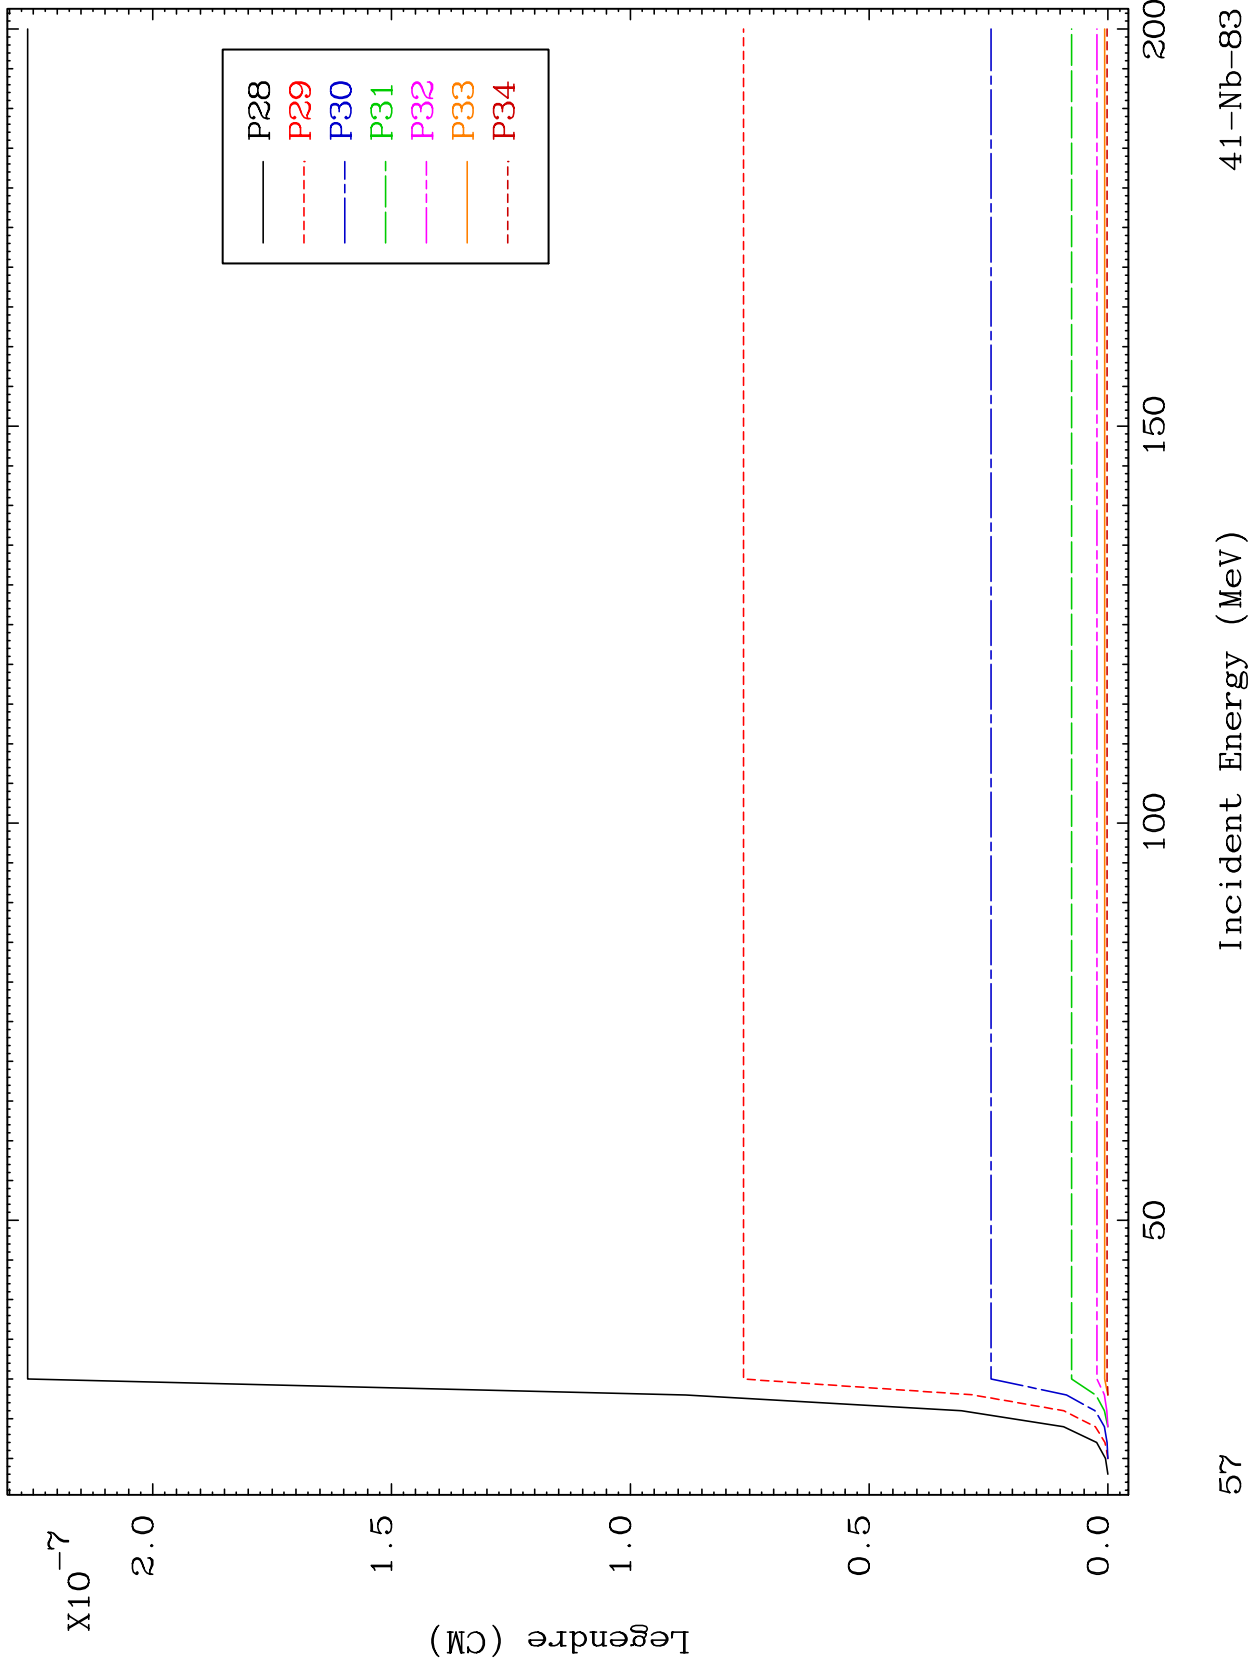 X10-7
2.0
1.5
1.0
0.5
0.0
Legendre (CM)
P28
P29
P30
P31
P32
P33
P34
50
100
150
200
Incident Energy (MeV)
57
41-Nb-83